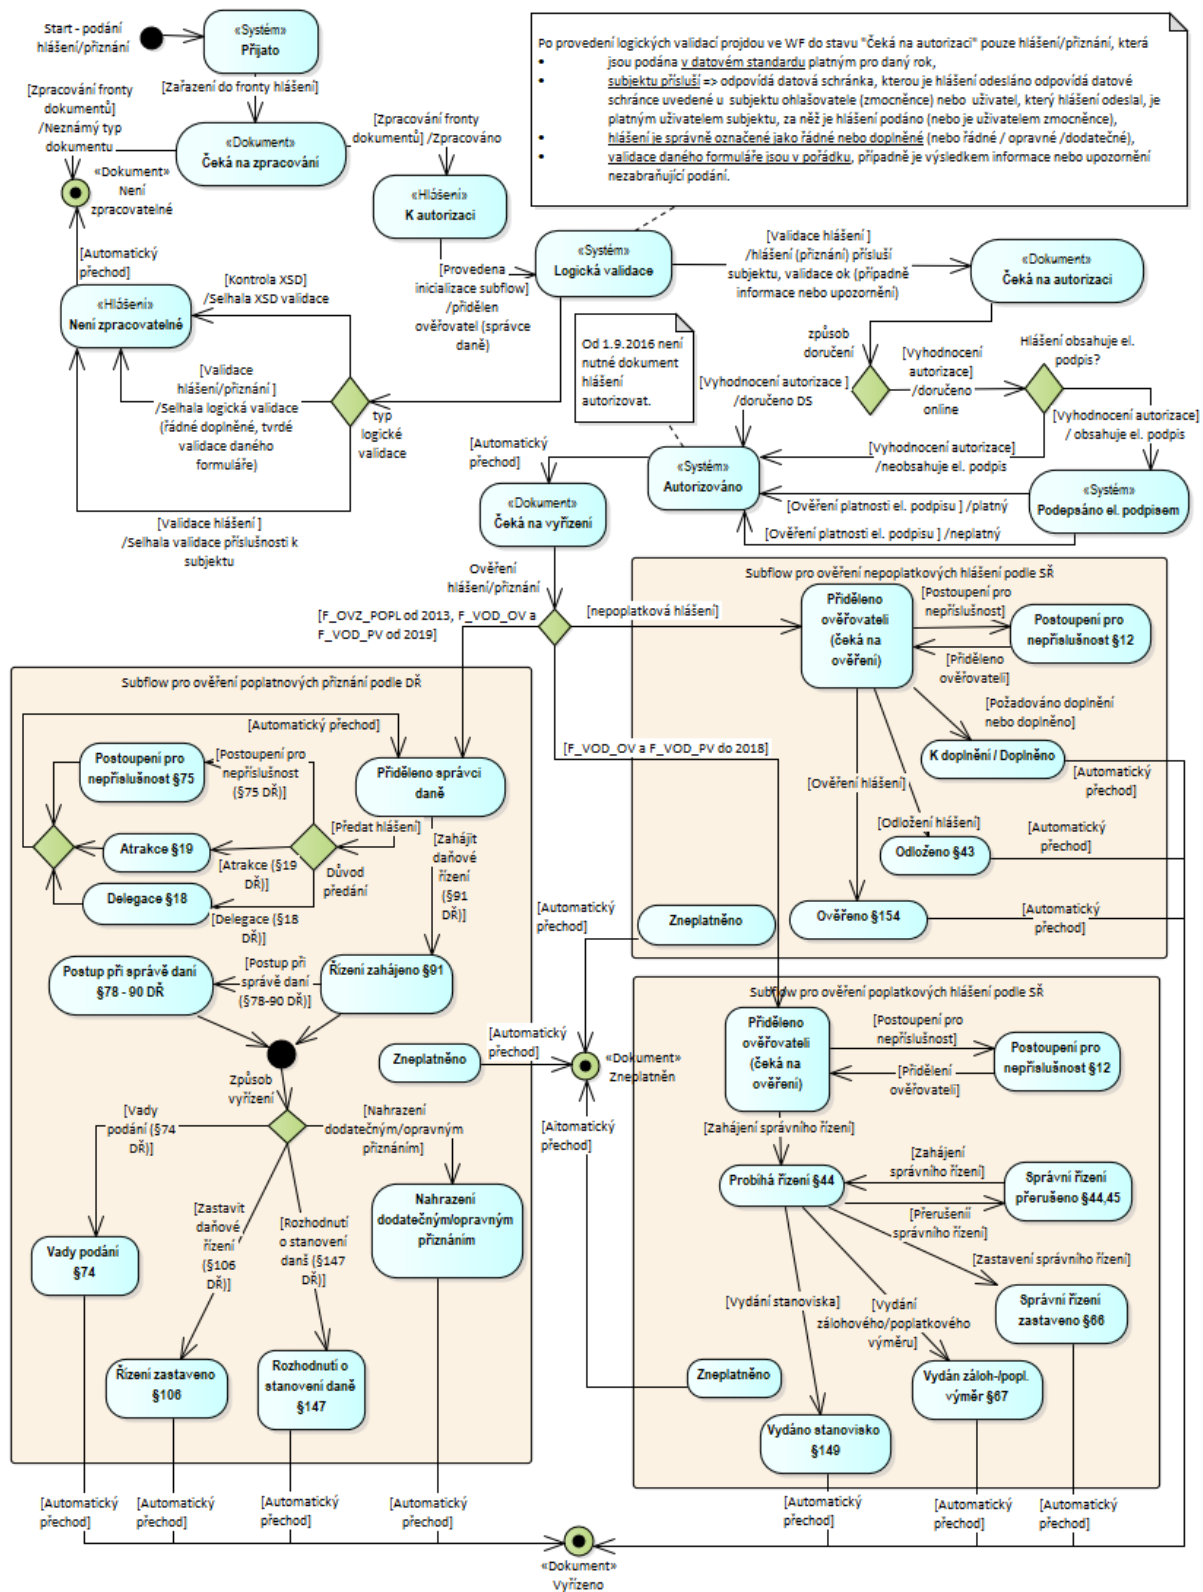 Start - podání
hlášení/přiznání
«Systém»
Přijato
[Zařazení do fronty hlášení]
[Zpracování fronty
dokumentů]
/Neznámý typ
dokumentu
«Dokument»
Čeká na zpracování
[Zpracování fronty
dokumentů] /Zpracováno
«Dokument»
Není
zpracovatelné
«Hlášení»
K autorizaci
Po provedení logických validací projdou ve WF do stavu "Čeká na autorizaci" pouze hlášení/přiznání, která
• jsou podána v datovém standardu platným pro daný rok,
• subjektu přísluší => odpovídá datová schránka, kterou je hlášení odesláno odpovídá datové
schránce uvedené u subjektu ohlašovatele (zmocněnce) nebo uživatel, který hlášení odeslal, je
platným uživatelem subjektu, za něž je hlášení podáno (nebo je uživatelem zmocněnce),
• hlášení je správně označené jako řádné nebo doplněné (nebo řádné / opravné /dodatečné),
• validace daného formuláře jsou v pořádku, případně je výsledkem informace nebo upozornění
nezabraňující podání.
[Automatický
přechod]
«Hlášení»
Není zpracovatelné
[Kontrola XSD]
/Selhala XSD validace
[Provedena
inicializace subflow]
/přidělen
ověřovatel (správce
daně)
«Systém»
Logická validace
[Validace hlášení ]
/hlášení (přiznání) přísluší
subjektu, validace ok (případně
informace nebo upozornění)
«Dokument»
Čeká na autorizaci
Od 1.9.2016 není
nutné dokument
hlášení
autorizovat.
způsob
doručení
[Vyhodnocení
autorizace]
/doručeno
online
Hlášení obsahuje el.
podpis?
[Validace
hlášení/přiznání ]
/Selhala logická validace
(řádné doplněné, tvrdé
validace daného
formuláře)
typ
logické
validace
[Vyhodnocení autorizace ]
/doručeno DS
[Vyhodnocení autorizace]
/ obsahuje el. podpis
[Vyhodnocení autorizace]
/neobsahuje el. podpis
[Automatický
přechod]
«Systém»
Autorizováno
«Systém»
Podepsáno el. podpisem
[Ověření platnosti el. podpisu ] /platný
[Ověření platnosti el. podpisu ] /neplatný
«Dokument»
Čeká na vyřízení
[Validace hlášení ]
/Selhala validace příslušnosti k
subjektu
Ověření
hlášení/přiznání
[F_OVZ_POPL od 2013, F_VOD_OV a
F_VOD_PV od 2019]
[nepoplatková hlášení]
Subflow pro ověření nepoplatkových hlášení podle SŘ
Přiděleno
ověřovateli
(čeká na
ověření)
[Postoupení pro
nepříslušnost]
Postoupení pro
nepříslušnost §12
[Přiděleno
ověřovateli]
[Požadováno doplnění
nebo doplněno]
K doplnění / Doplněno
[Automatický
přechod]
[Ověření hlášení]
[Odložení hlášení]
Odloženo §43
[Automatický
přechod]
Ověřeno §154
[Automatický
přechod]
Zneplatněno
[Automatický
přechod]
[F_VOD_OV a F_VOD_PV do 2018]
Subflow pro ověření poplatnových přiznání podle DŘ
[Automatický přechod]
Postoupení pro
nepříslušnost §75
[Postoupení pro
nepříslušnost
(§75 DŘ)]
Přiděleno správci
daně
[Předat hlášení]
Atrakce §19
[Atrakce (§19
DŘ)]
Důvod
předání
[Zahájit
daňové
řízení
(§91
DŘ)]
Delegace §18
[Delegace (§18
DŘ)]
Postup při správě daní
§78 - 90 DŘ
[Postup při
správě daní
(§78-90 DŘ)]
Řízení zahájeno §91
Způsob
vyřízení
Zneplatněno
[Automatický
přechod]
«Dokument»
Zneplatněn
[Aitomatický
přechod]
[Vady
podání (§74
DŘ)]
[Nahrazení
dodatečným/opravným
přiznáním]
[Zastavit
daňové
řízení
(§106
DŘ)]
[Rozhodnutí
o stanovení
danš (§147
DŘ)]
Nahrazení
dodatečným/opravným
přiznáním
Vady podání
§74
Řízení zastaveno
§106
Rozhodnutí o
stanovení daně
§147
Subflow pro ověření poplatkových hlášení podle SŘ
Přiděleno
ověřovateli
(čeká na
ověření)
[Postoupení pro
nepříslušnost]
Postoupení pro
nepříslušnost §12
[Přidělení
ověřovateli]
[Zahájení správního řízení]
Probíhá řízení §44
[Zahájení
správního řízení]
Správní řízení
přerušeno §44,45
[Přerušeníí
správního řízení]
[Zastavení správního řízení]
Správní řízení
zastaveno §66
[Vydání stanoviska]
[Vydání
zálohového/poplatkového
výměru]
Zneplatněno
Vydán záloh-/popl.
výměr §67
Vydáno stanovisko
§149
[Automatický
přechod]
[Automatický
přechod]
[Automatický
přechod]
[Automatický
přechod]
[Automatický
přechod]
[Automatický
přechod]
[Automatický
přechod]
«Dokument»
Vyřízeno